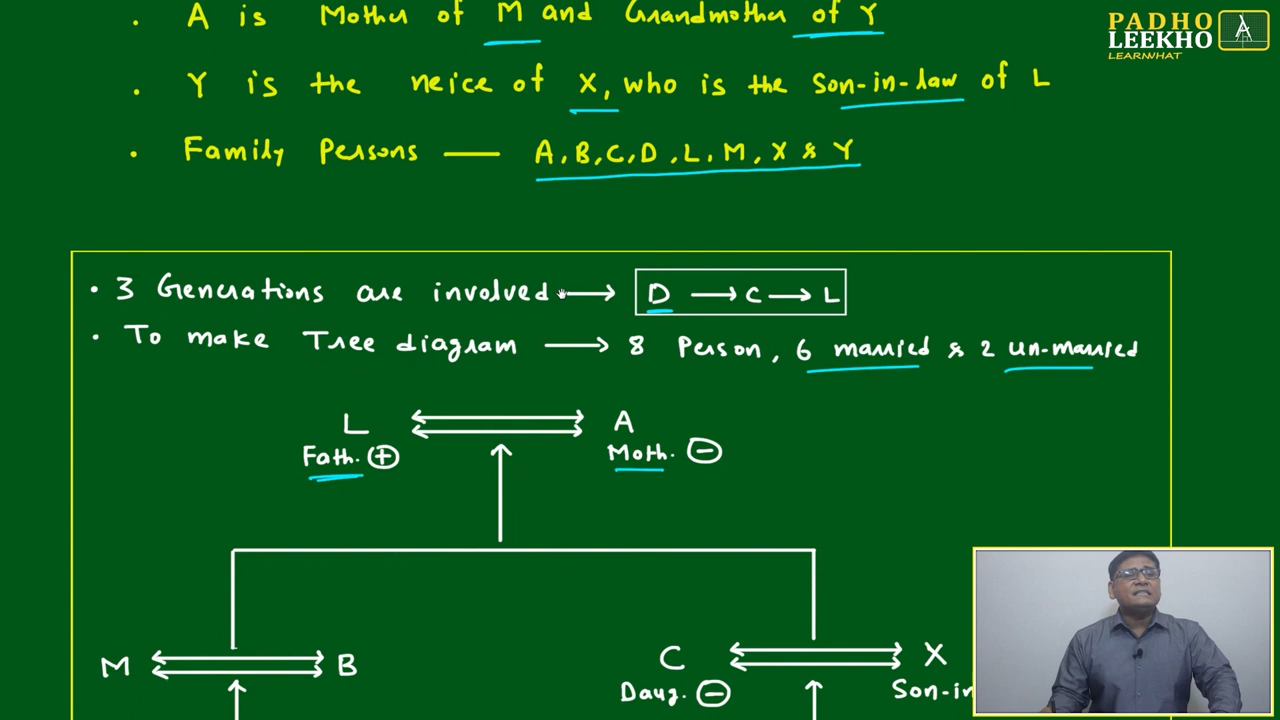 . A is Mother of M and Grandmother of Y
PADHO
LEEKHO
LEARNWHAT
. Y is the neice of X, who is the Son-in-law of L
. Family Persons — A, B, C, D, L, M, X & Y
• 3 Generations are involved → D → C → L
• To make Tree diagram → 8 Person, 6 married & 2 un-married
L A
Fath. + Moth. -
M B C X
Daug. - Son-in